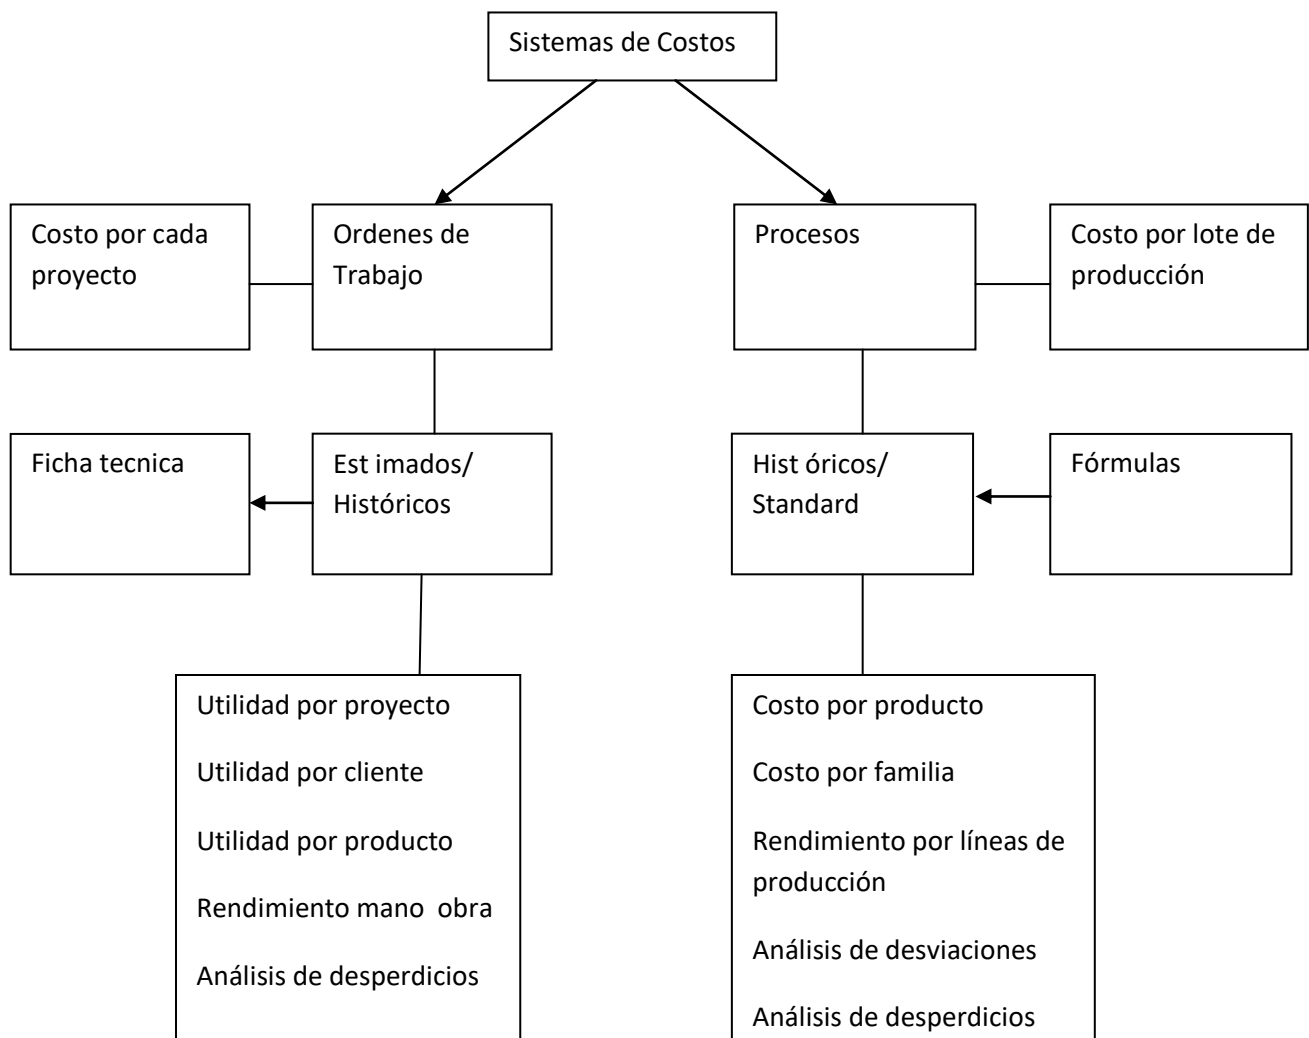 Sistemas de Costos
Costo por cada
proyecto
Ordenes de
Trabajo
Procesos
Costo por lote de
producción
Ficha tecnica
Est imados/
Históricos
Hist óricos/
Standard
Fórmulas
Utilidad por proyecto
Utilidad por cliente
Utilidad por producto
Rendimiento mano  obra
Análisis de desperdicios
Costo por producto
Costo por familia
Rendimiento por líneas de
producción
Análisis de desviaciones
Análisis de desperdicios